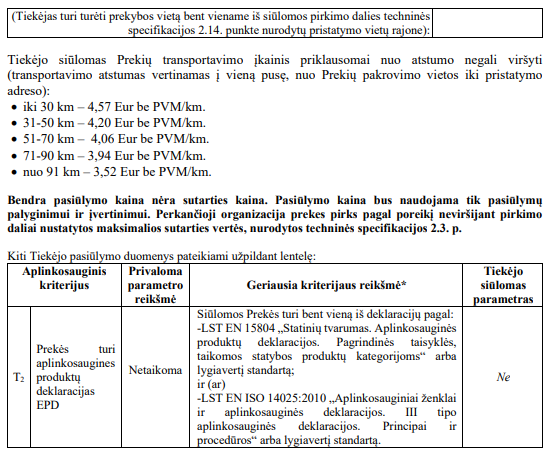 (Tiekėjas turi turėti prekybos vietą bent viename iš siūlomos pirkimo dalies techninės
specifikacijos 2.14. punkte nurodytų pristatymo vietų rajone):
Tiekėjo siūlomas Prekių transportavimo įkainis priklausomai nuo atstumo negali viršyti
(transportavimo atstumas vertinamas į vieną pusę, nuo Prekių pakrovimo vietos iki pristatymo
adreso):
• iki 30 km – 4,57 Eur be PVM/km.
• 31-50 km – 4,20 Eur be PVM/km.
• 51-70 km – 4,06 Eur be PVM/km.
• 71-90 km – 3,94 Eur be PVM/km.
• nuo 91 km – 3,52 Eur be PVM/km.
Bendra pasiūlymo kaina nėra sutarties kaina. Pasiūlymo kaina bus naudojama tik pasiūlymų
palyginimui ir įvertinimui. Perkančioji organizacija prekes pirks pagal poreikį neviršijant pirkimo
daliai nustatytos maksimalios sutarties vertės, nurodytos techninės specifikacijos 2.3. p.
Kiti Tiekėjo pasiūlymo duomenys pateikiami užpildant lentelę:
Aplinkosauginis
kriterijus
Privaloma
parametro
reikšmė
Geriausia kriterijaus reikšmė*
Tiekėjo
siūlomas
parametras
T2
Prekės turi
aplinkosaugines
produktų
deklaracijas
EPD
Netaikoma
Siūlomos Prekės turi bent vieną iš deklaracijų pagal:
-LST EN 15804 „Statinių tvarumas. Aplinkosauginės
produktų deklaracijos. Pagrindinės taisyklės,
taikomos statybos produktų kategorijoms“ arba
lygiavertį standartą;
ir (ar)
-LST EN ISO 14025:2010 „Aplinkosauginiai ženklai
ir aplinkosauginės deklaracijos. III tipo
aplinkosauginės deklaracijos. Principai ir
procedūros“ arba lygiavertį standartą.
Ne